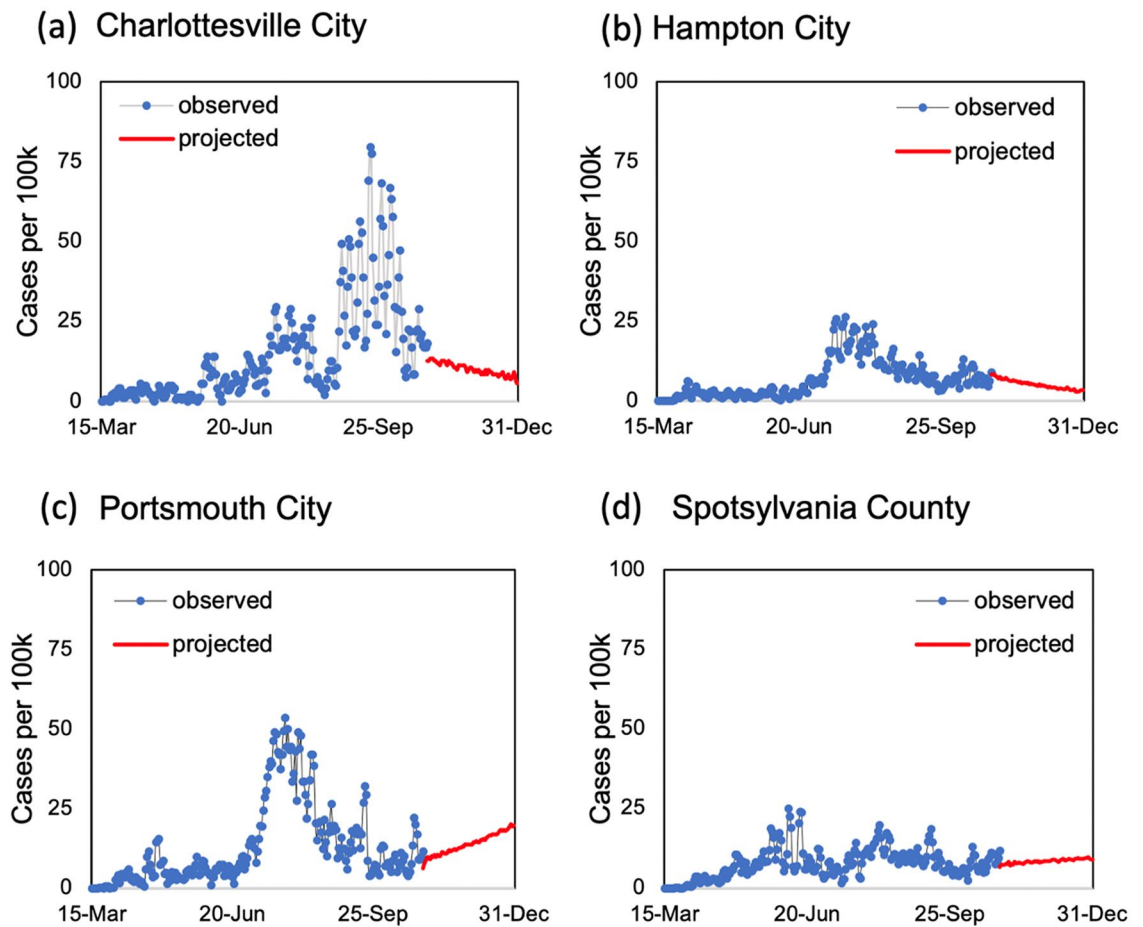 (a) Charlottesville City
100
75
50
25
0
Cases per 100k
observed
projected
15-Mar 20-Jun 25-Sep 31-Dec
(b) Hampton City
100
75
50
25
0
Cases per 100k
observed
projected
15-Mar 20-Jun 25-Sep 31-Dec
(c) Portsmouth City
100
75
50
25
0
Cases per 100k
observed
projected
15-Mar 20-Jun 25-Sep 31-Dec
(d) Spotsylvania County
100
75
50
25
0
Cases per 100k
observed
projected
15-Mar 20-Jun 25-Sep 31-Dec